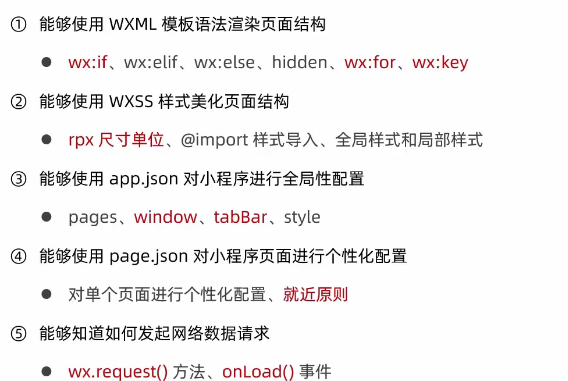 ① 能够使用 WXML 模板语法渲染页面结构
● wx:if、wx:elif、wx:else、hidden、wx:for、wx:key
② 能够使用 WXSS 样式美化页面结构
● rpx 尺寸单位、@import 样式导入、全局样式和局部样式
③ 能够使用 app.json 对小程序进行全局性配置
● pages、window、tabBar、style
④ 能够使用 page.json 对小程序页面进行个性化配置
● 对单个页面进行个性化配置、就近原则
⑤ 能够知道如何发起网络数据请求
● wx.request() 方法、onLoad() 事件